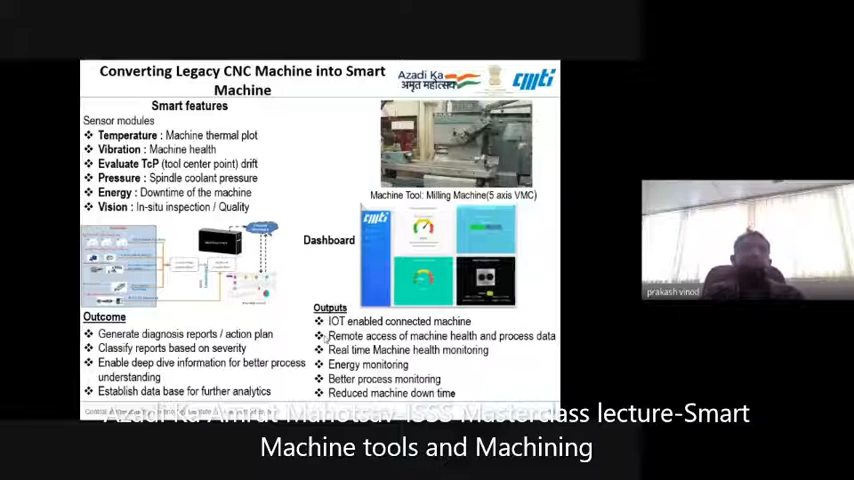 Converting Legacy CNC Machine into Smart
Machine
Azadi Ka
अमृत महोत्सव
cmti
Smart features
Sensor modules
❖ Temperature : Machine thermal plot
❖ Vibration : Machine health
❖ Evaluate TcP (tool center point) drift
❖ Pressure : Spindle coolant pressure
❖ Energy : Downtime of the machine
❖ Vision : In-situ inspection / Quality
Machine Tool: Milling Machine(5 axis VMC)
Dashboard
cmti
Outcome
❖ Generate diagnosis reports / action plan
❖ Classify reports based on severity
❖ Enable deep dive information for better process
understanding
❖ Establish data base for further analytics
Outputs
❖ IOT enabled connected machine
❖ Remote access of machine health and process data
❖ Real time Machine health monitoring
❖ Energy monitoring
❖ Better process monitoring
❖ Reduced machine down time
prakash vinod
Azadi Ka Amrut Mahotsav-ISSS Masterclass lecture-Smart
Machine tools and Machining